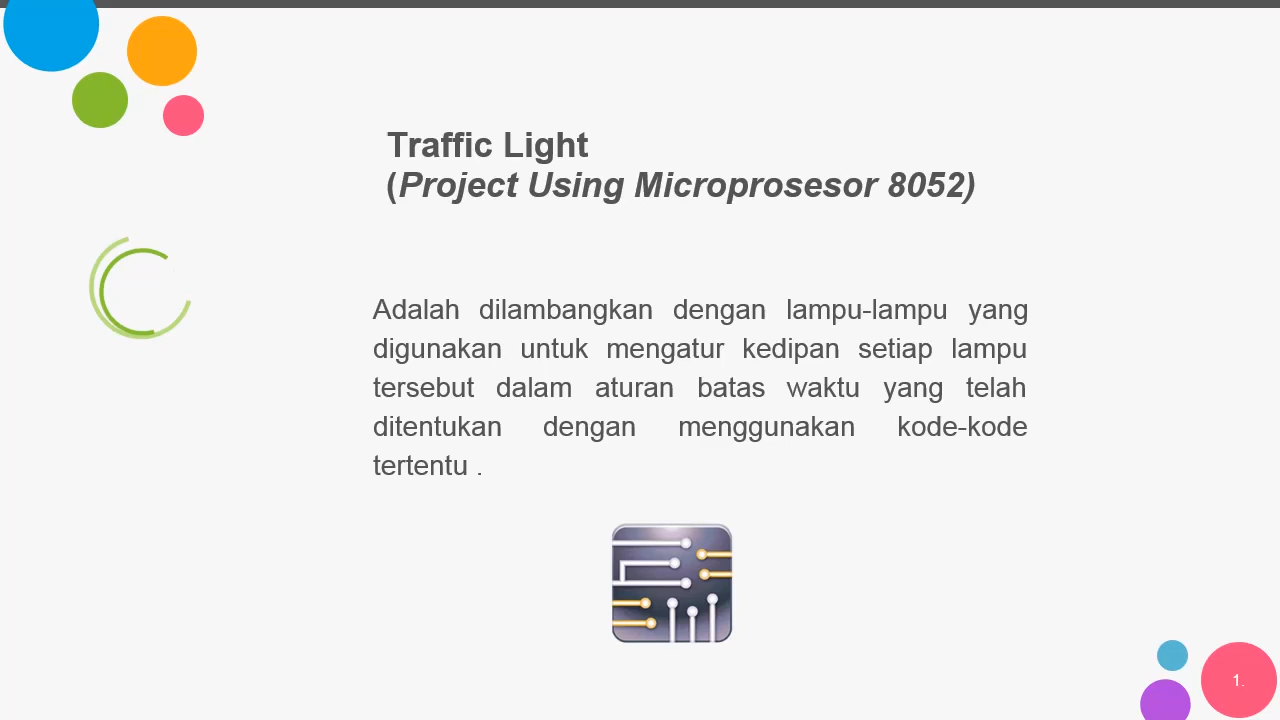 Traffic Light
(Project Using Microprosesor 8052)
Adalah dilambangkan dengan lampu-lampu yang
digunakan untuk mengatur kedipan setiap lampu
tersebut dalam aturan batas waktu yang telah
ditentukan dengan menggunakan kode-kode
tertentu .
1.